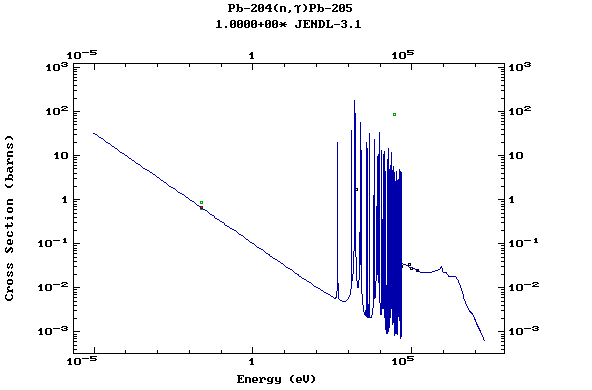 Pb-204(n,γ)Pb-205
1.0000+00* JENDL-3.1
10⁻⁵ 1 10⁵
10³ 10³
10² 10²
10 10
1 1
10⁻¹ 10⁻¹
10⁻² 10⁻²
10⁻³ 10⁻³
10⁻⁵ 1 10⁵
Cross Section (barns)
Energy (eV)